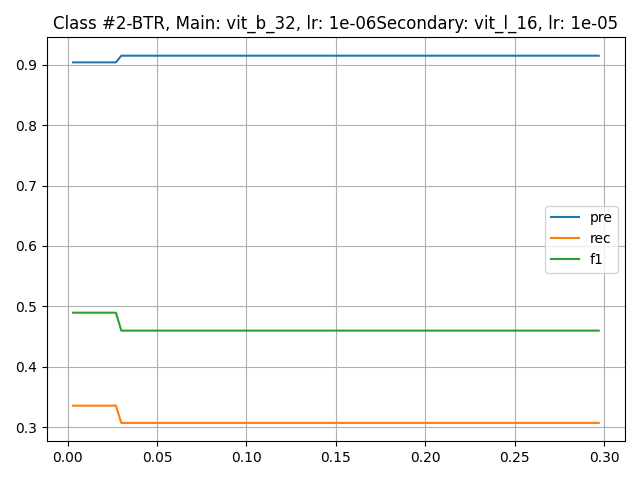 Class #2-BTR, Main: vit_b_32, lr: 1e-06Secondary: vit_l_16, lr: 1e-05
0.9
0.8
0.7
0.6
0.5
0.4
0.3
pre
rec
f1
0.00 0.05 0.10 0.15 0.20 0.25 0.30